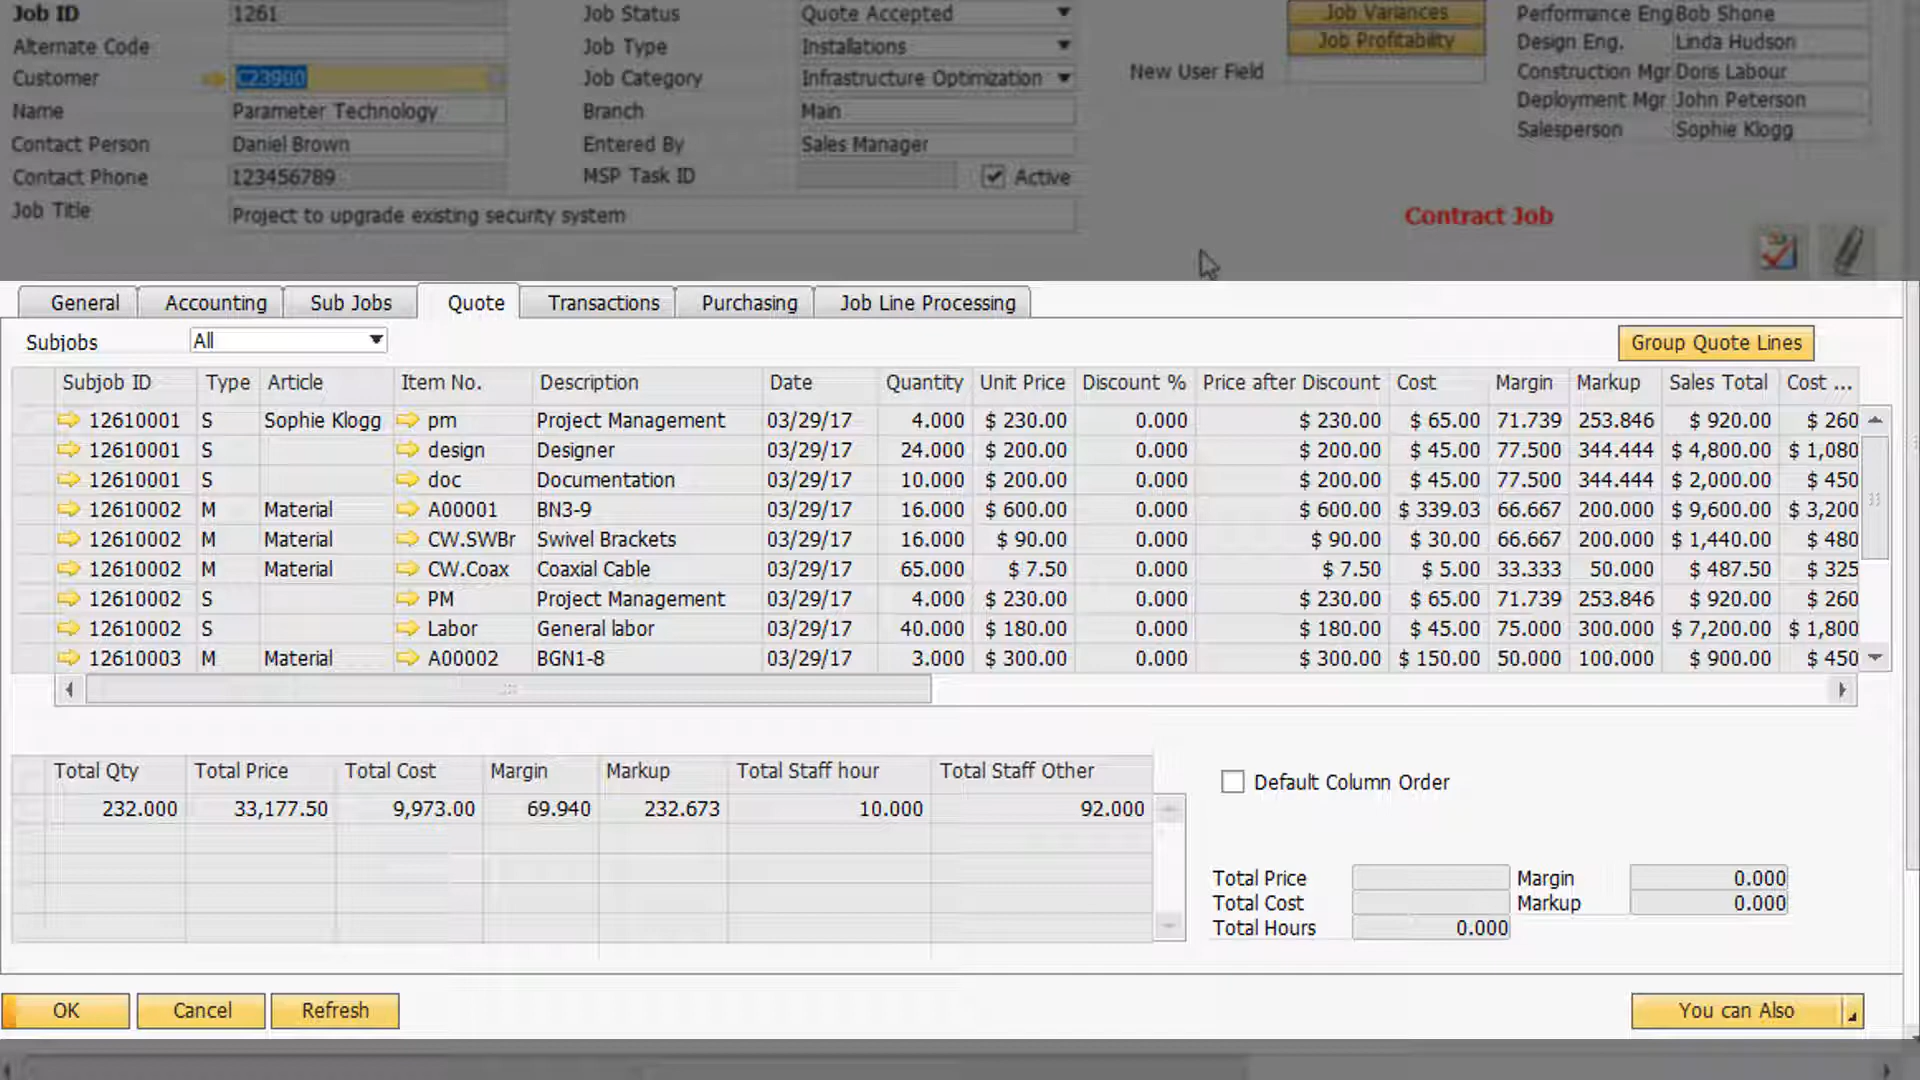 Job ID 1261 Job Status Quote Accepted Job Variances Performance Eng Bob Shone
Alternate Code Job Type Installations Job Profitability Design Eng. Linda Hudson
Customer C23900 Job Category Infrastructure Optimization New User Field Construction Mgr Doris Labour
Name Parameter Technology Branch Main Deployment Mgr John Peterson
Contact Person Daniel Brown Entered By Sales Manager Salesperson Sophie Klogg
Contact Phone 123456789 MSP Task ID Active
Job Title Project to upgrade existing security system Contract Job
General Accounting Sub Jobs Quote Transactions Purchasing Job Line Processing
Subjobs All Group Quote Lines
Subjob ID Type Article Item No. Description Date Quantity Unit Price Discount % Price after Discount Cost Margin Markup Sales Total Cost ...
12610001 S Sophie Klogg pm Project Management 03/29/17 4.000 $ 230.00 0.000 $ 230.00 $ 65.00 71.739 253.846 $ 920.00 $ 260
12610001 S design Designer 03/29/17 24.000 $ 200.00 0.000 $ 200.00 $ 45.00 77.500 344.444 $ 4,800.00 $ 1,080
12610001 S doc Documentation 03/29/17 10.000 $ 200.00 0.000 $ 200.00 $ 45.00 77.500 344.444 $ 2,000.00 $ 450
12610002 M Material A00001 BN3-9 03/29/17 16.000 $ 600.00 0.000 $ 600.00 $ 339.03 66.667 200.000 $ 9,600.00 $ 3,200
12610002 M Material CW.SWBr Swivel Brackets 03/29/17 16.000 $ 90.00 0.000 $ 90.00 $ 30.00 66.667 200.000 $ 1,440.00 $ 480
12610002 M Material CW.Coax Coaxial Cable 03/29/17 65.000 $ 7.50 0.000 $ 7.50 $ 5.00 33.333 50.000 $ 487.50 $ 325
12610002 S PM Project Management 03/29/17 4.000 $ 230.00 0.000 $ 230.00 $ 65.00 71.739 253.846 $ 920.00 $ 260
12610002 S Labor General labor 03/29/17 40.000 $ 180.00 0.000 $ 180.00 $ 45.00 75.000 300.000 $ 7,200.00 $ 1,800
12610003 M Material A00002 BGN1-8 03/29/17 3.000 $ 300.00 0.000 $ 300.00 $ 150.00 50.000 100.000 $ 900.00 $ 450
Total Qty Total Price Total Cost Margin Markup Total Staff hour Total Staff Other
232.000 33,177.50 9,973.00 69.940 232.673 10.000 92.000
Default Column Order
Total Price Margin 0.000
Total Cost Markup 0.000
Total Hours 0.000
OK Cancel Refresh You can Also